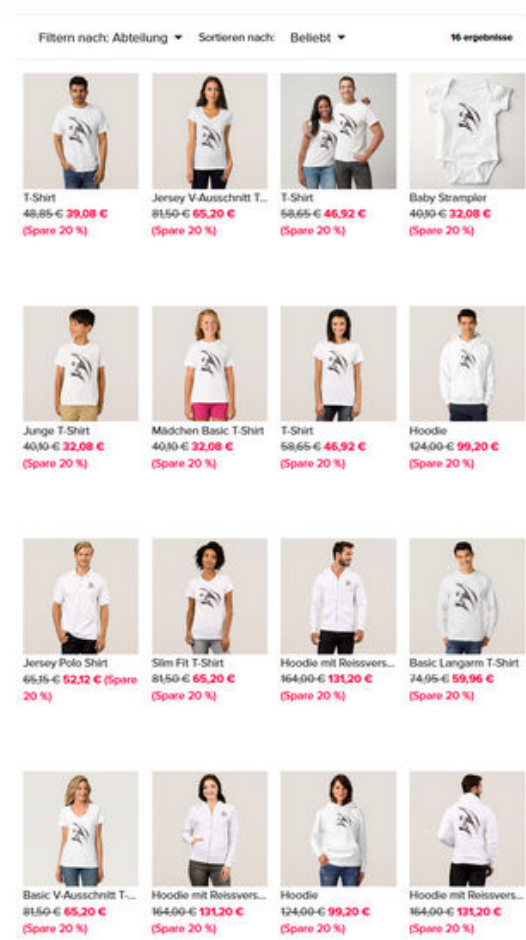 Filtern nach: Abteilung Sortieren nach: Beliebt 16 ergebnisse
T-Shirt Jersey V-Ausschnitt T... T-Shirt Baby Strampler
48,85 € 39,08 € 81,50 € 65,20 € 58,65 € 46,92 € 40,10 € 32,08 €
(Spare 20 %) (Spare 20 %) (Spare 20 %) (Spare 20 %)
Junge T-Shirt Mädchen Basic T-Shirt T-Shirt Hoodie
40,10 € 32,08 € 40,10 € 32,08 € 58,65 € 46,92 € 124,00 € 99,20 €
(Spare 20 %) (Spare 20 %) (Spare 20 %) (Spare 20 %)
Jersey Polo Shirt Slim Fit T-Shirt Hoodie mit Reissvers... Basic Langarm T-Shirt
65,15 € 52,12 € (Spare 81,50 € 65,20 € 164,00 € 131,20 € 74,95 € 59,96 €
20 %) (Spare 20 %) (Spare 20 %) (Spare 20 %)
Basic V-Ausschnitt T-... Hoodie mit Reissvers... Hoodie Hoodie mit Reissvers...
81,50 € 65,20 € 164,00 € 131,20 € 124,00 € 99,20 € 164,00 € 131,20 €
(Spare 20 %) (Spare 20 %) (Spare 20 %) (Spare 20 %)